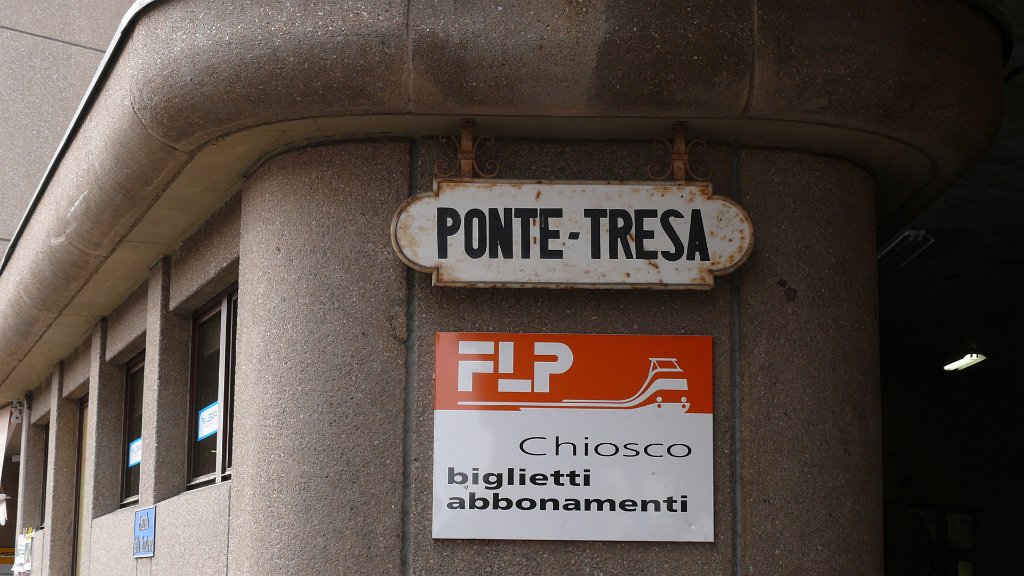 PONTE-TRESA
FLP
Chiosco
biglietti
abbonamenti